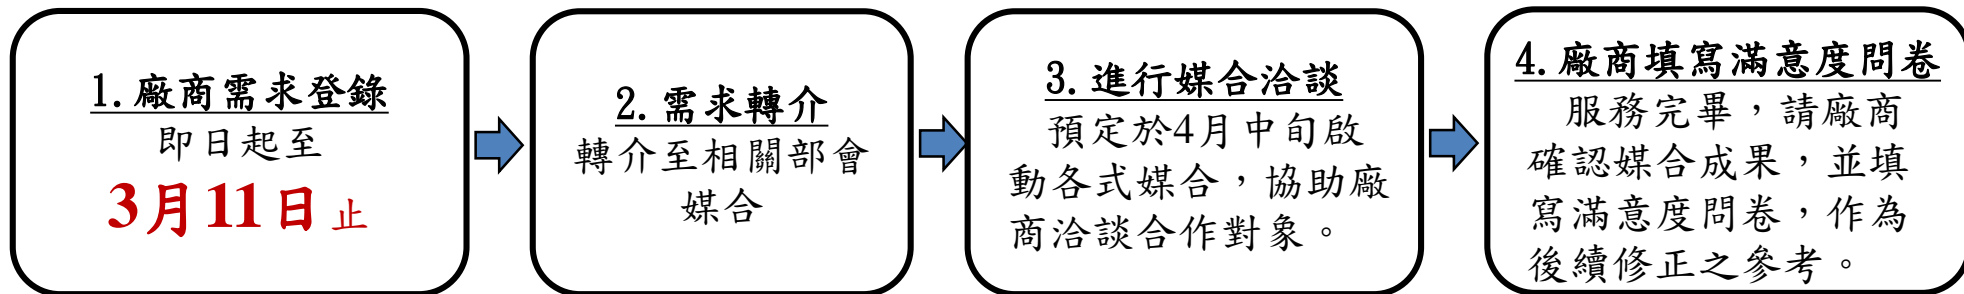 1.廠商需求登錄
即日起至
3月11日止
2.需求轉介
轉介至相關部會
媒合
3.進行媒合洽談
預定於4月中旬啟
動各式媒合，協助廠
商洽談合作對象。
4.廠商填寫滿意度問卷
服務完畢，請廠商
確認媒合成果，並填
寫滿意度問卷，作為
後續修正之參考。